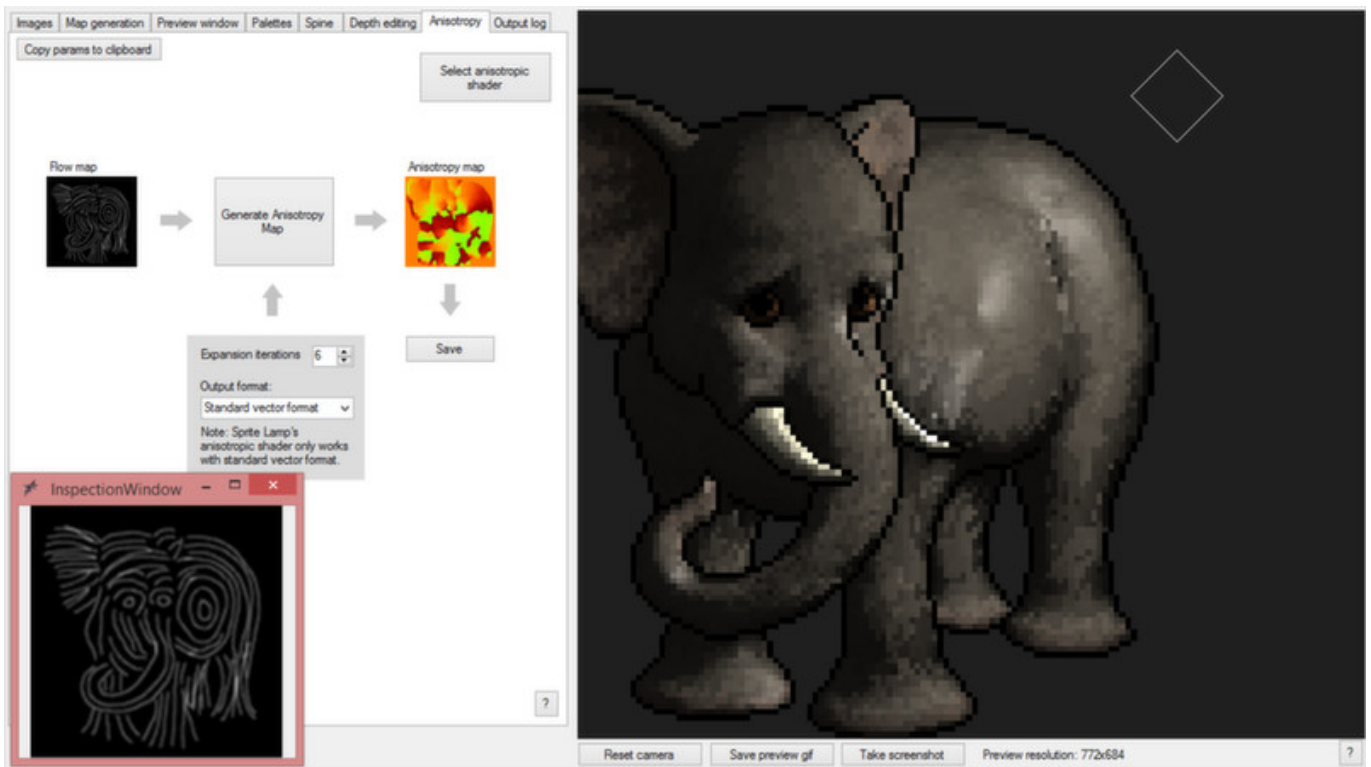 Images Map generation Preview window Palettes Spine Depth editing Anisotropy Output log
Copy params to clipboard
Select anisotropic
shader
Flow map
Anisotropy map
Generate Anisotropy
Map
Expansion iterations 6
Save
Output format:
Standard vector format
Note: Sprite Lamp's
anisotropic shader only works
with standard vector format.
InspectionWindow
?
Reset camera Save preview gif Take screenshot Preview resolution: 772x684 ?